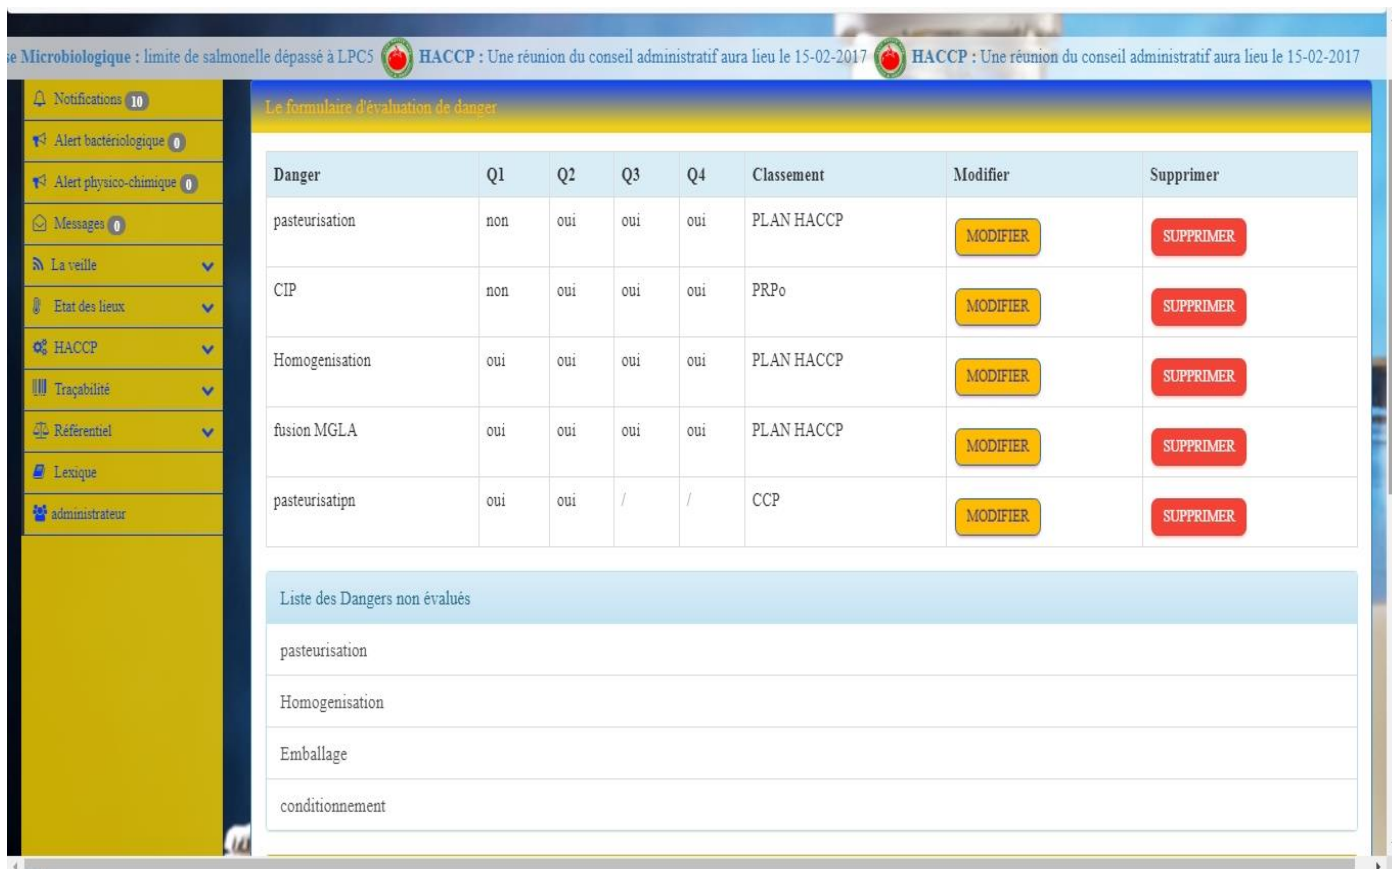 se Microbiologique : limite de salmonelle dépassé à LPC5 HACCP : Une réunion du conseil administratif aura lieu le 15-02-2017 HACCP : Une réunion du conseil administratif aura lieu le 15-02-2017
Notifications 10
Alert bactériologique 0
Alert physico-chimique 0
Messages 0
La veille
Etat des lieux
HACCP
Traçabilité
Référentiel
Lexique
administrateur
Le formulaire d'évaluation de danger
Danger Q1 Q2 Q3 Q4 Classement Modifier Supprimer
pasteurisation non oui oui oui PLAN HACCP MODIFIER SUPPRIMER
CIP non oui oui oui PRPo MODIFIER SUPPRIMER
Homogenisation oui oui oui oui PLAN HACCP MODIFIER SUPPRIMER
fusion MGLA oui oui oui oui PLAN HACCP MODIFIER SUPPRIMER
pasteurisatipn oui oui / / CCP MODIFIER SUPPRIMER
Liste des Dangers non évalués
pasteurisation
Homogenisation
Emballage
conditionnement